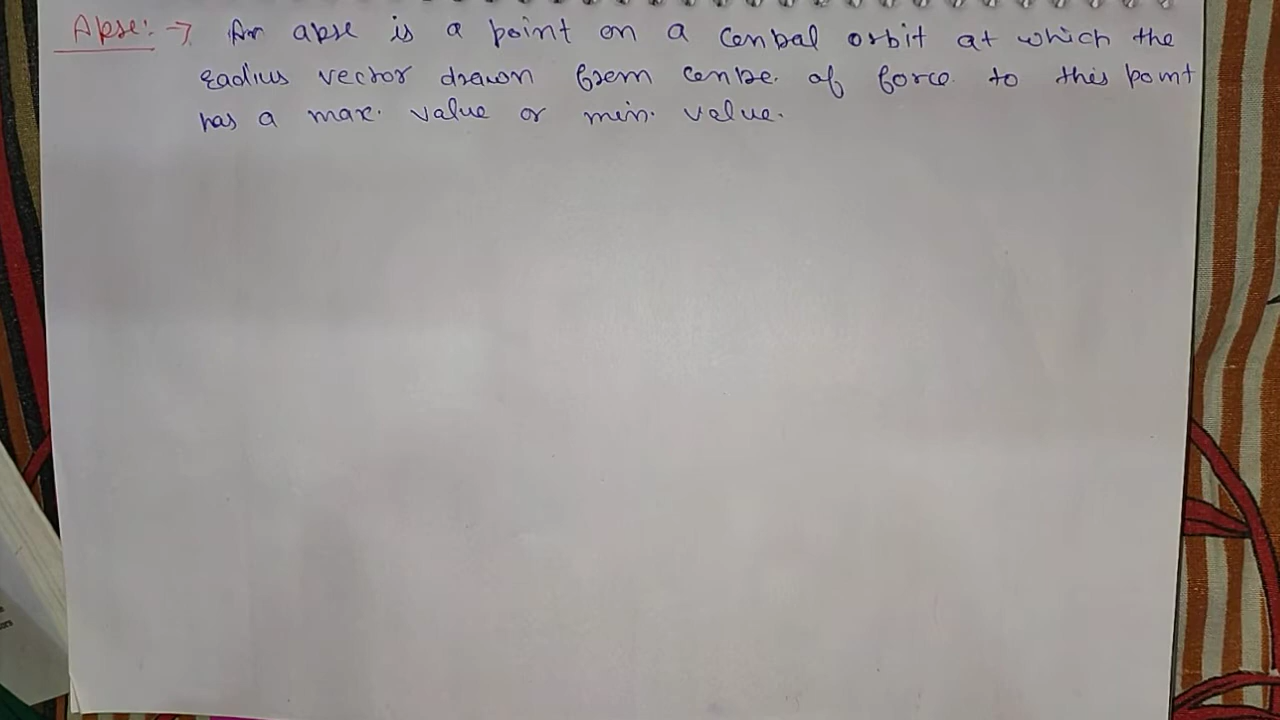 Apse:→ An apse is a point on a central orbit at which the
radius vector drawn from centre. of force. to this point
has a max. value or min. value.